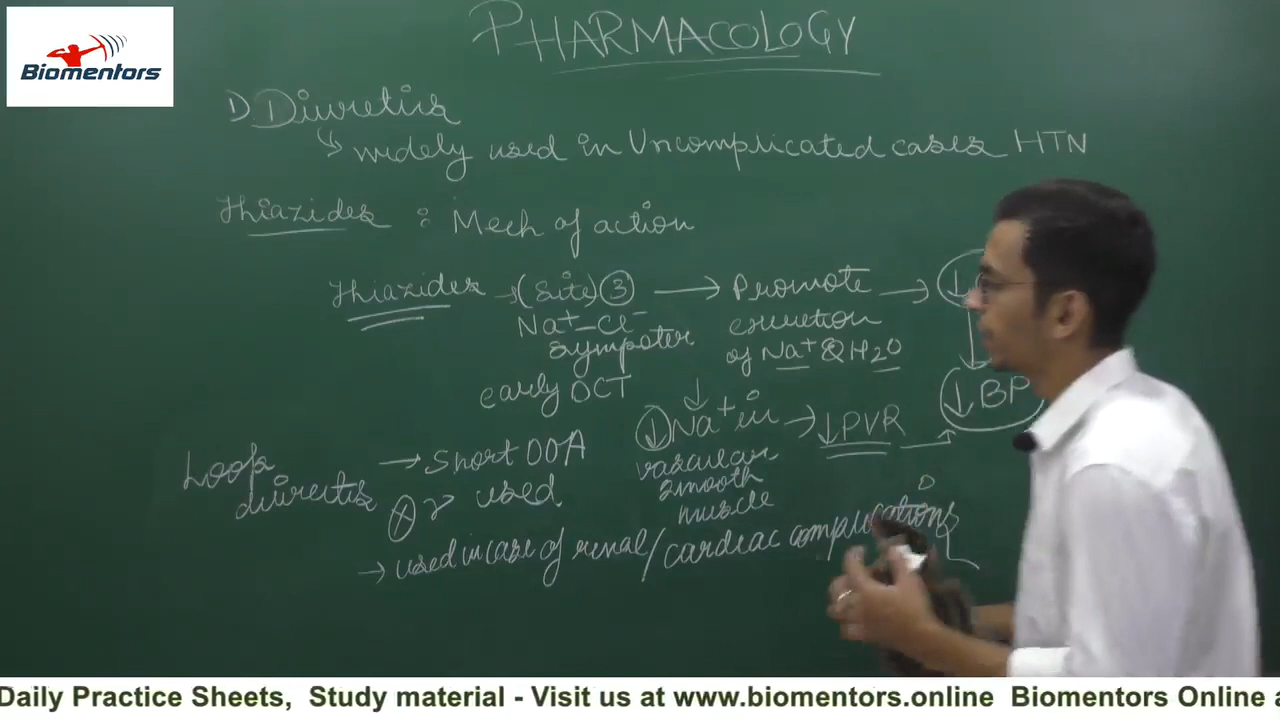 Biomentors
PHARMACOLOGY
1) Diuretics
widely used in Uncomplicated cases HTN
Thiazides : Mech of action
Thiazides → (Site) 3 → Promote → ↓
Na+-Cl- excretion
sympoter of Na+ & H2O
early DCT
↓ Na+ in → ↓PVR → ↓BP
vascular
smooth
muscle
Loop → Short DOA
diuretics
used
→ used in case of renal/cardiac complications
Daily Practice Sheets, Study material - Visit us at www.biomentors.online Biomentors Online a